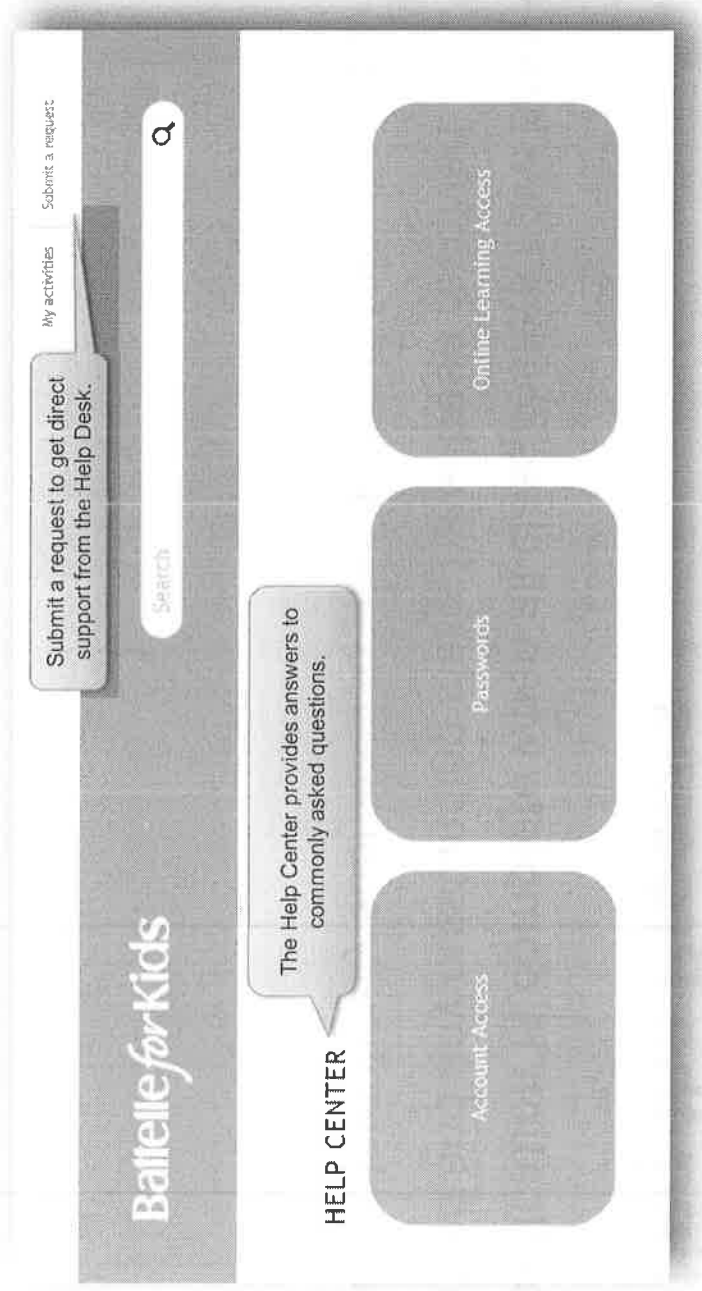 My activities
Submit a request
Submit a request to get direct
support from the Help Desk.
Battelle for Kids
Search
HELP CENTER
The Help Center provides answers to
commonly asked questions.
Account Access
Passwords
Online Learning Access